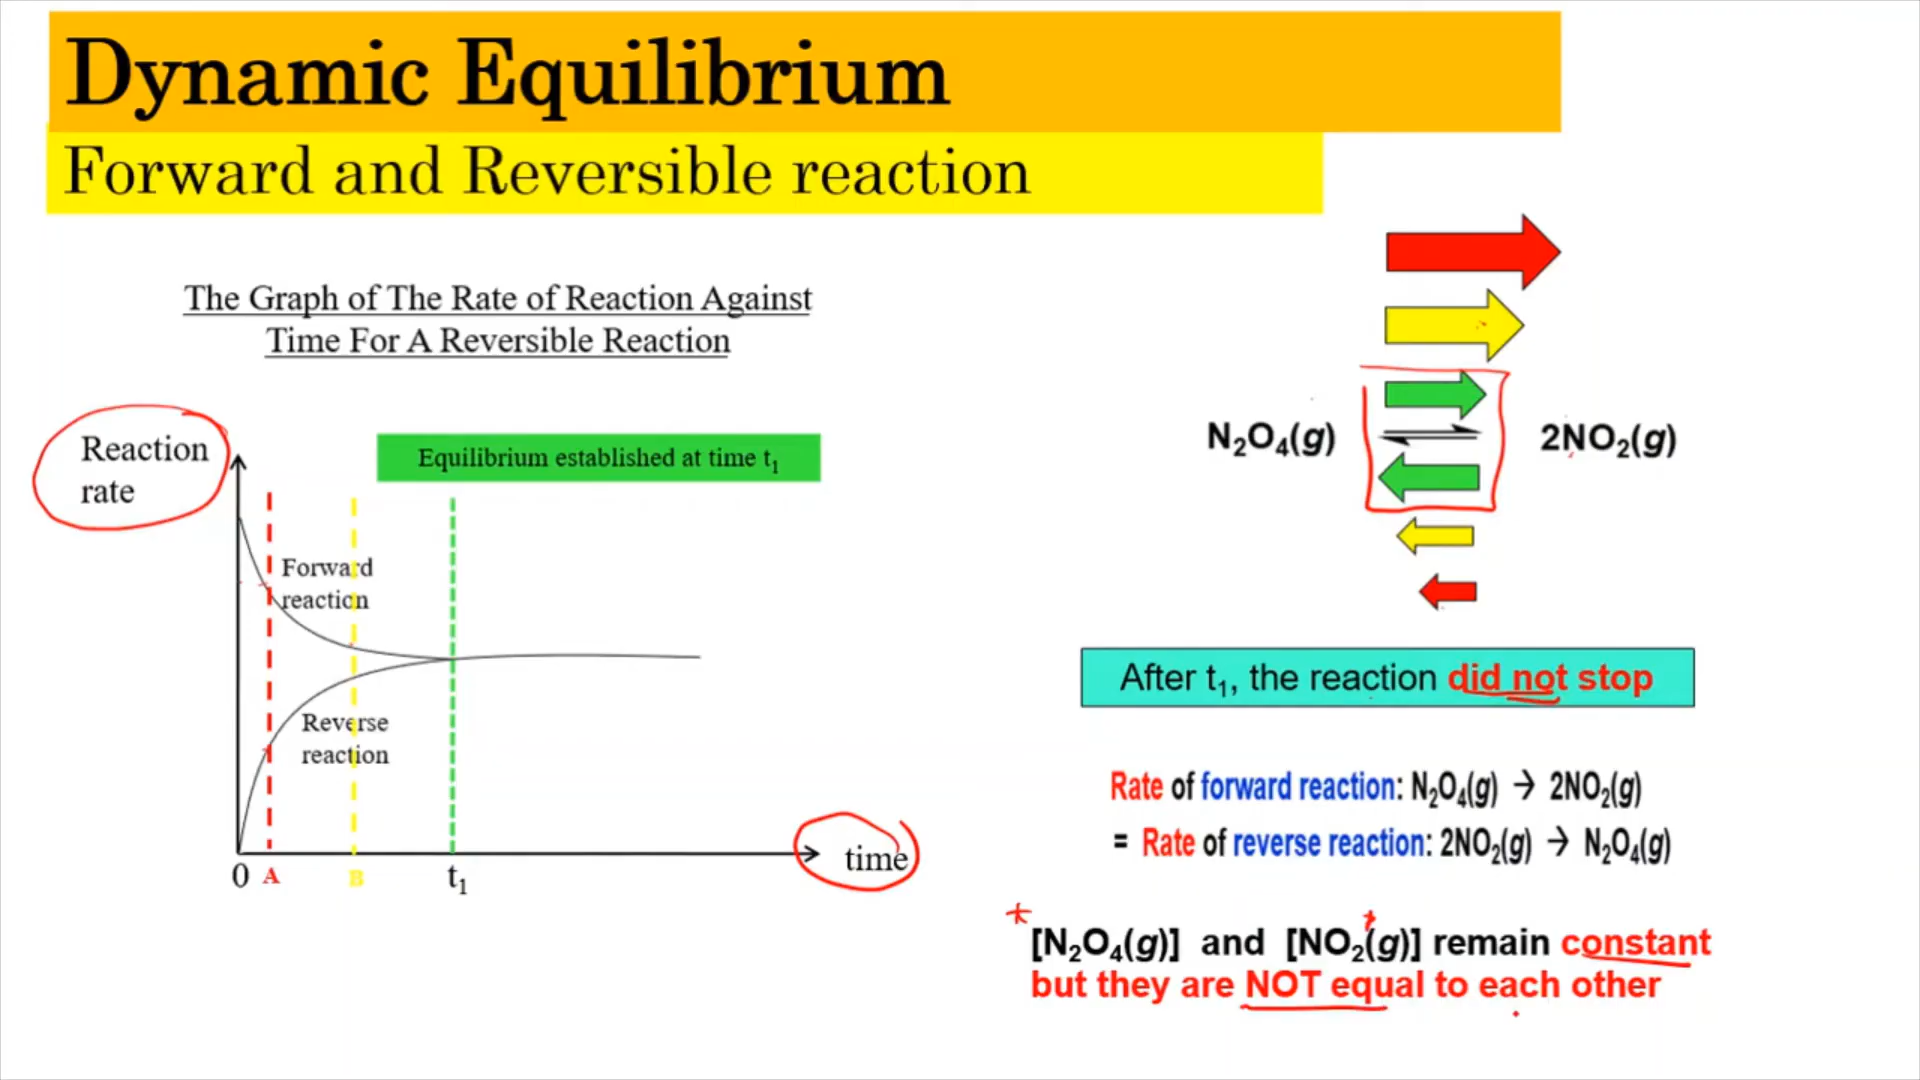 Dynamic Equilibrium
Forward and Reversible reaction
The Graph of The Rate of Reaction Against
Time For A Reversible Reaction
Reaction
rate
Equilibrium established at time t₁
Forward
reaction
Reverse
reaction
0 A B t₁
time
N₂O₄(g) ⇌ 2NO₂(g)
After t₁, the reaction did not stop
Rate of forward reaction: N₂O₄(g) → 2NO₂(g)
= Rate of reverse reaction: 2NO₂(g) → N₂O₄(g)
[N₂O₄(g)] and [NO₂(g)] remain constant
but they are NOT equal to each other